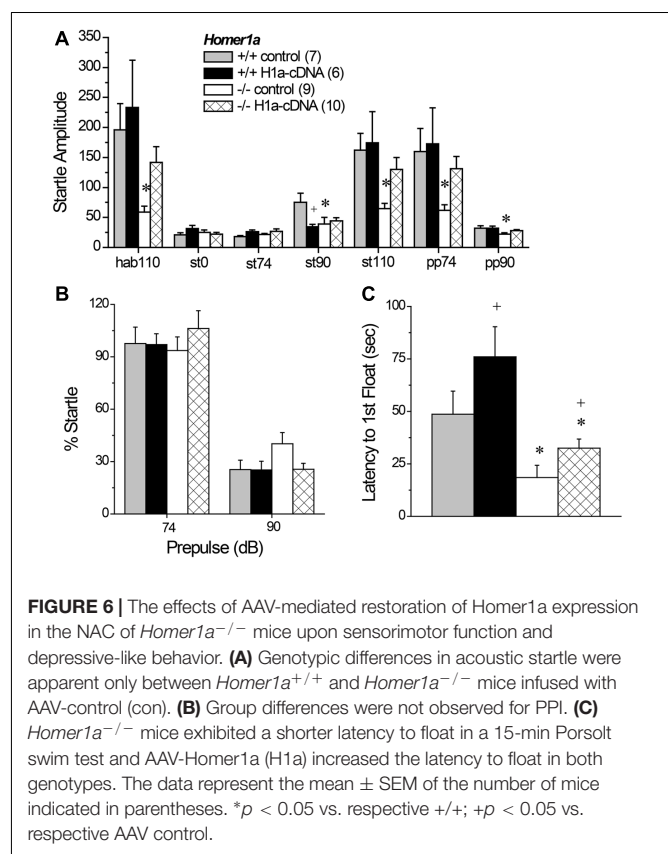 A
Homer1a
+/+ control (7)
+/+ H1a-cDNA (6)
-/- control (9)
-/- H1a-cDNA (10)
Startle Amplitude
350
300
250
200
150
100
50
0
*
+
*
*
*
*
hab110 st0 st74 st90 st110 pp74 pp90
B
% Startle
120
90
60
30
0
74 90
Prepulse (dB)
C
Latency to 1st Float (sec)
100
75
50
25
0
+
*
+
*
FIGURE 6 | The effects of AAV-mediated restoration of Homer1a expression
in the NAC of Homer1a−/− mice upon sensorimotor function and
depressive-like behavior. (A) Genotypic differences in acoustic startle were
apparent only between Homer1a+/+ and Homer1a−/− mice infused with
AAV-control (con). (B) Group differences were not observed for PPI. (C)
Homer1a−/− mice exhibited a shorter latency to float in a 15-min Porsolt
swim test and AAV-Homer1a (H1a) increased the latency to float in both
genotypes. The data represent the mean ± SEM of the number of mice
indicated in parentheses. *p < 0.05 vs. respective +/+; +p < 0.05 vs.
respective AAV control.